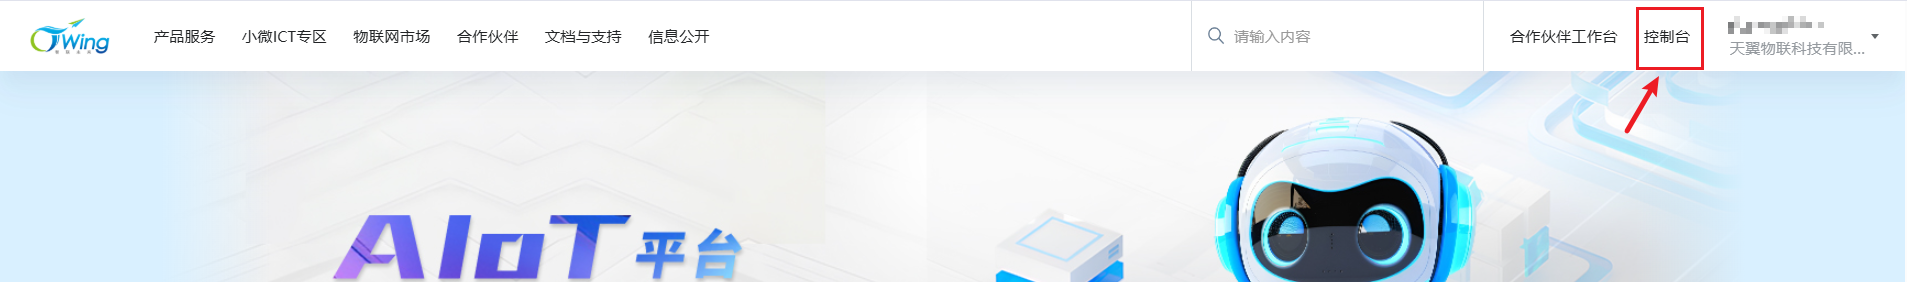 Wing
产品服务 小微ICT专区 物联网市场 合作伙伴 文档与支持 信息公开
请输入内容
合作伙伴工作台 控制台
天翼物联科技有限...
AIoT平台